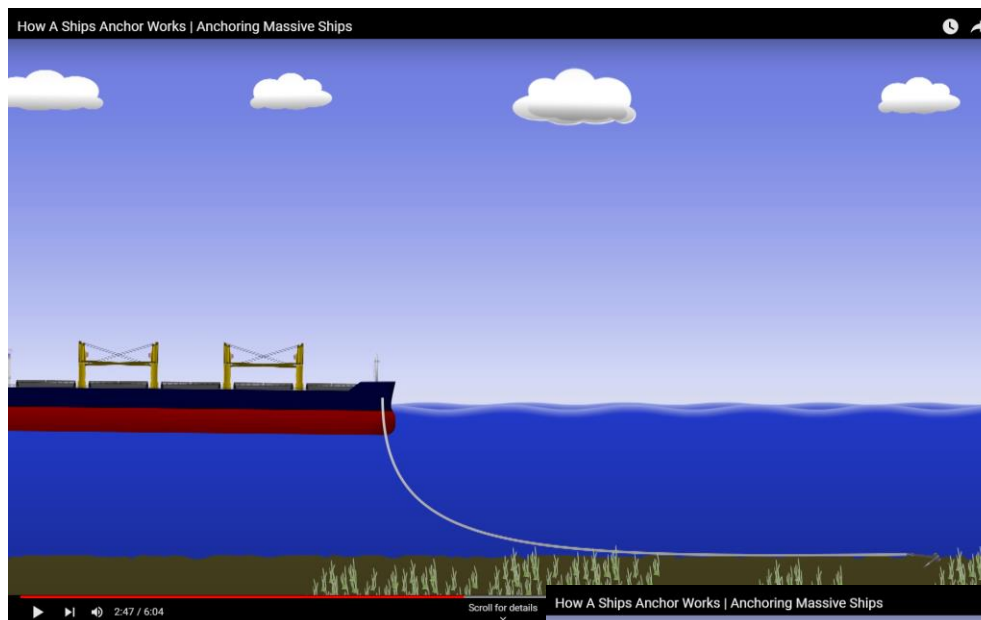 How A Ships Anchor Works | Anchoring Massive Ships
2:47 / 6:04
Scroll for details
How A Ships Anchor Works | Anchoring Massive Ships